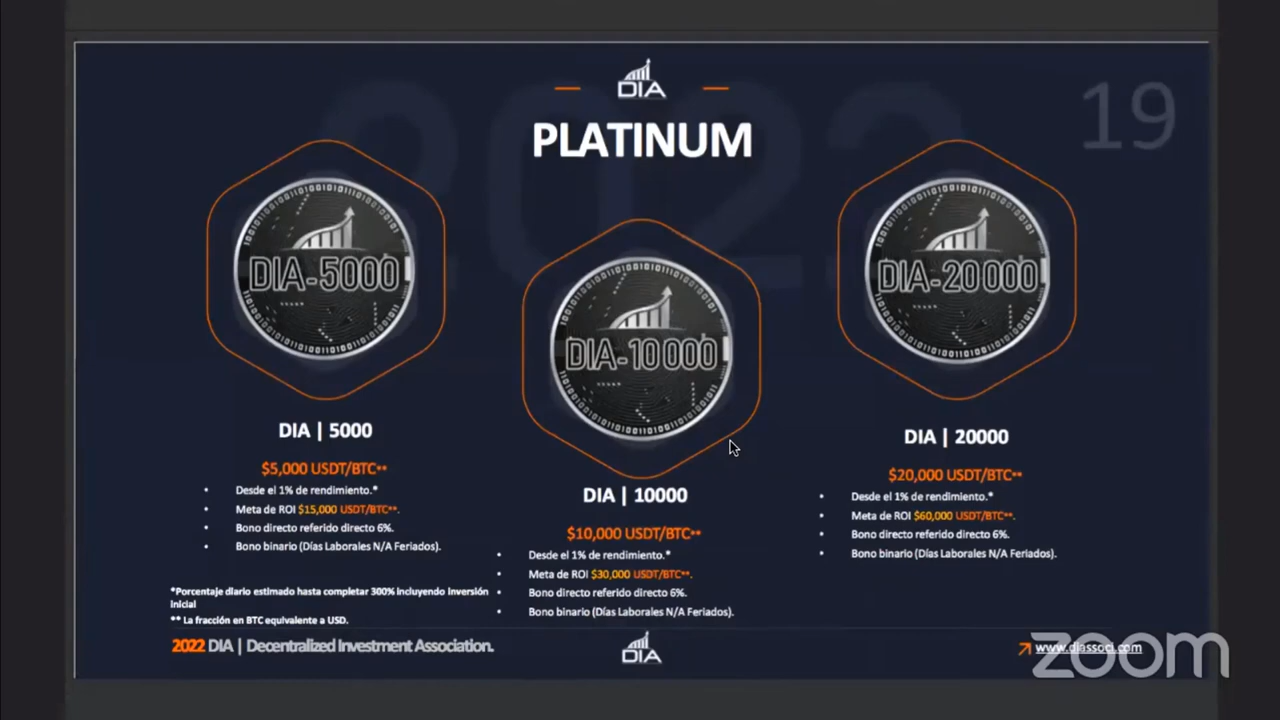 DIA
19
2022
PLATINUM
DIA-5000
DIA-10000
DIA-20000
DIA | 5000
$5,000 USDT/BTC**
• Desde el 1% de rendimiento.*
• Meta de ROI $15,000 USDT/BTC**.
• Bono directo referido directo 6%.
• Bono binario (Días Laborales N/A Feriados).
DIA | 10000
$10,000 USDT/BTC**
• Desde el 1% de rendimiento.*
• Meta de ROI $30,000 USDT/BTC**.
• Bono directo referido directo 6%.
• Bono binario (Días Laborales N/A Feriados).
DIA | 20000
$20,000 USDT/BTC**
• Desde el 1% de rendimiento.*
• Meta de ROI $60,000 USDT/BTC**.
• Bono directo referido directo 6%.
• Bono binario (Días Laborales N/A Feriados).
*Porcentaje diario estimado hasta completar 300% incluyendo Inversión
Inicial
** La fracción en BTC equivalente a USD.
2022 DIA | Decentralized Investment Association.
DIA
www.diassoci.com
zoom